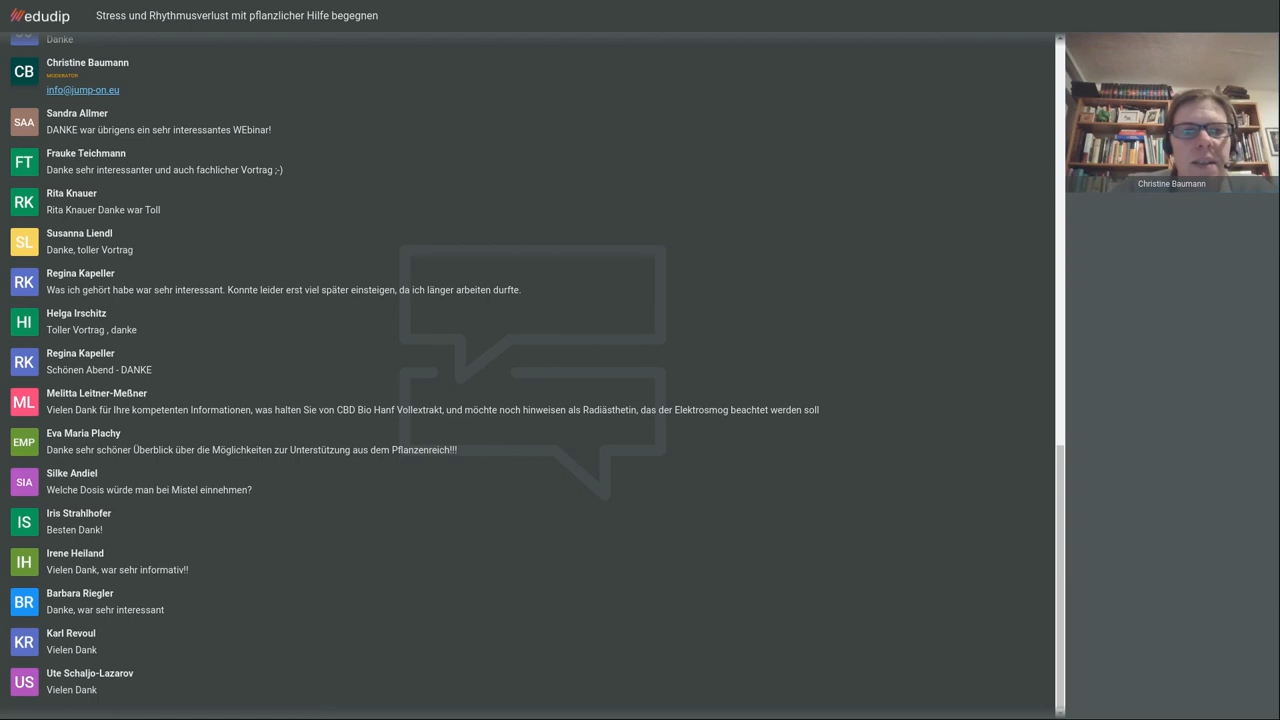 edudip
Stress und Rhythmusverlust mit pflanzlicher Hilfe begegnen
Danke
CB
Christine Baumann
MODERATOR
info@jump-on.eu
SAA
Sandra Allmer
DANKE war übrigens ein sehr interessantes WEbinar!
FT
Frauke Teichmann
Danke sehr interessanter und auch fachlicher Vortrag ;-)
RK
Rita Knauer
Rita Knauer Danke war Toll
SL
Susanna Liendl
Danke, toller Vortrag
RK
Regina Kapeller
Was ich gehört habe war sehr interessant. Konnte leider erst viel später einsteigen, da ich länger arbeiten durfte.
HI
Helga Irschitz
Toller Vortrag , danke
RK
Regina Kapeller
Schönen Abend - DANKE
ML
Melitta Leitner-Meßner
Vielen Dank für Ihre kompetenten Informationen, was halten Sie von CBD Bio Hanf Vollextrakt, und möchte noch hinweisen als Radiästhetin, das der Elektrosmog beachtet werden soll
EMP
Eva Maria Plachy
Danke sehr schöner Überblick über die Möglichkeiten zur Unterstützung aus dem Pflanzenreich!!!
SIA
Silke Andiel
Welche Dosis würde man bei Mistel einnehmen?
IS
Iris Strahlhofer
Besten Dank!
IH
Irene Heiland
Vielen Dank, war sehr informativ!!
BR
Barbara Riegler
Danke, war sehr interessant
KR
Karl Revoul
Vielen Dank
US
Ute Schaljo-Lazarov
Vielen Dank
Christine Baumann